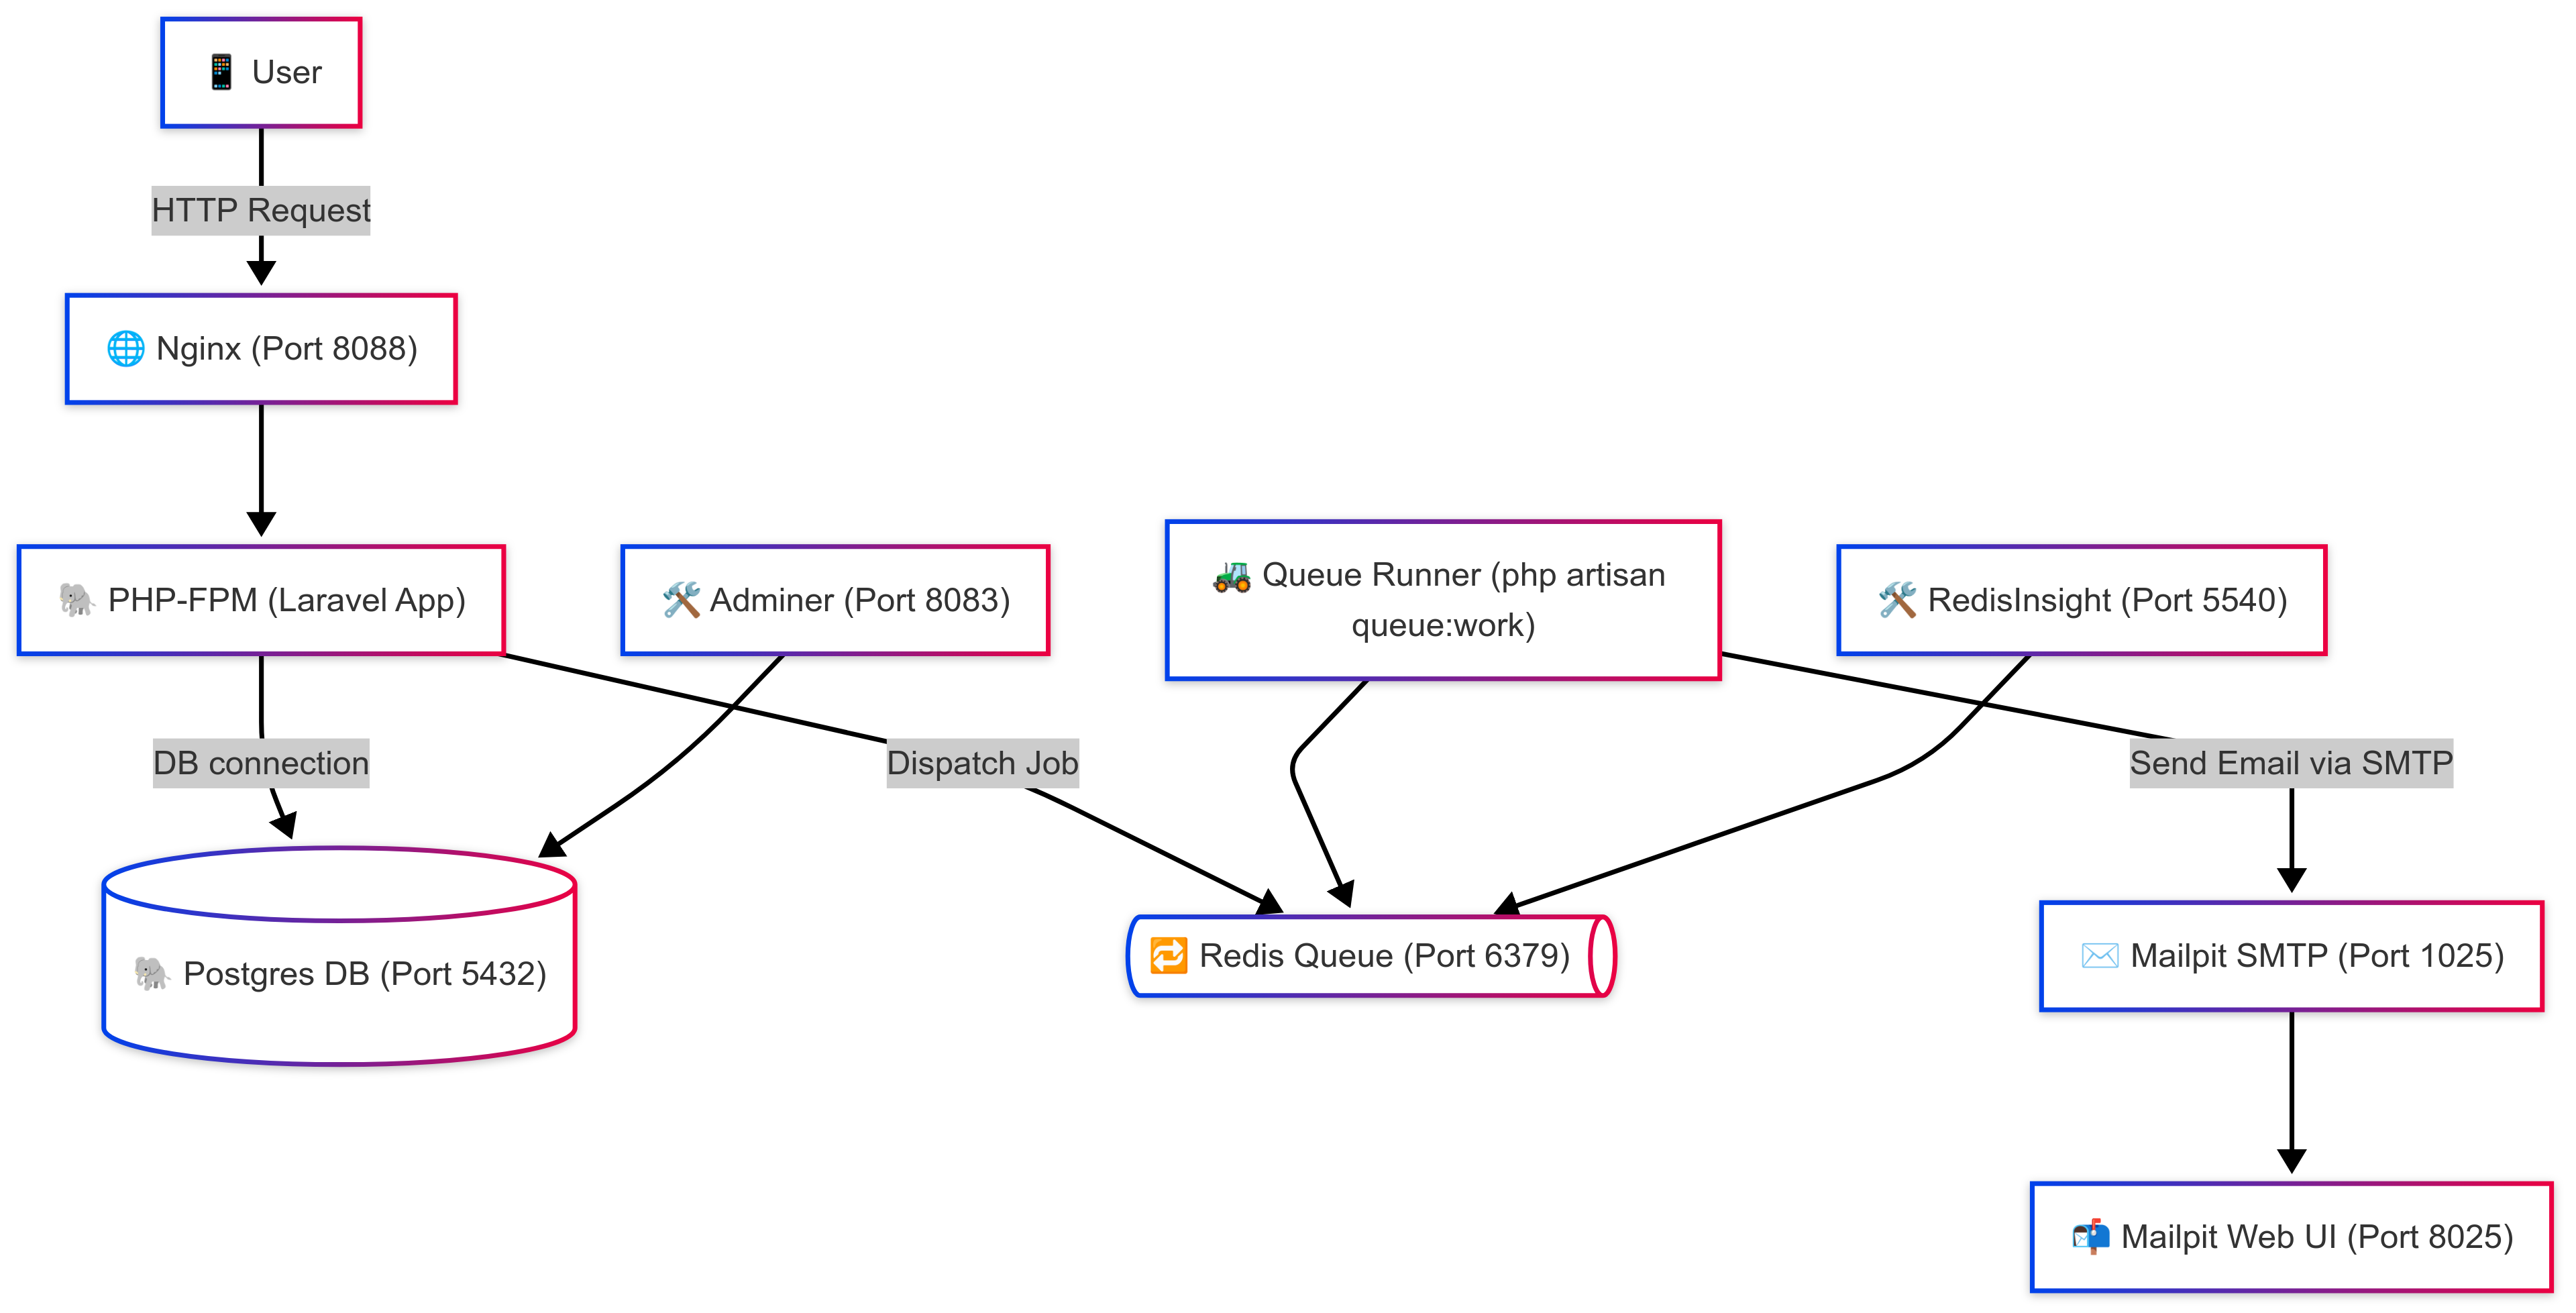 User
HTTP Request
Nginx (Port 8088)
PHP-FPM (Laravel App)
Adminer (Port 8083)
Queue Runner (php artisan
queue:work)
RedisInsight (Port 5540)
DB connection
Dispatch Job
Send Email via SMTP
Postgres DB (Port 5432)
Redis Queue (Port 6379)
Mailpit SMTP (Port 1025)
Mailpit Web UI (Port 8025)